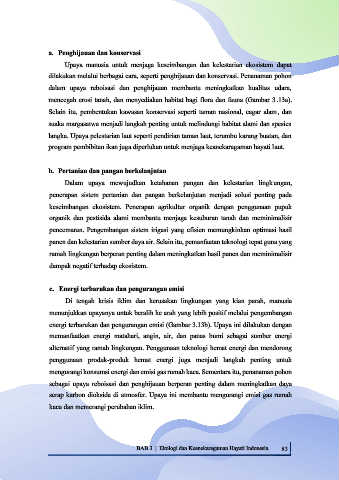 a. Penghijauan dan konservasi
Upaya manusia untuk menjaga keseimbangan dan kelestarian ekosistem dapat
dilakukan melalui berbagai cara, seperti penghijauan dan konservasi. Penanaman pohon
dalam upaya reboisasi dan penghijauan membantu meningkatkan kualitas udara,
mencegah erosi tanah, dan menyediakan habitat bagi flora dan fauna (Gambar 3.13a).
Selain itu, pembentukan kawasan konservasi seperti taman nasional, cagar alam, dan
suaka margasatwa menjadi langkah penting untuk melindungi habitat alami dan spesies
langka. Upaya pelestarian laut seperti pendirian taman laut, terumbu karang buatan, dan
program pembibitan ikan juga diperlukan untuk menjaga keanekaragaman hayati laut.
b. Pertanian dan pangan berkelanjutan
Dalam upaya mewujudkan ketahanan pangan dan kelestarian lingkungan,
penerapan sistem pertanian dan pangan berkelanjutan menjadi solusi penting pada
keseimbangan ekosistem. Penerapan agrikultur organik dengan penggunaan pupuk
organik dan pestisida alami membantu menjaga kesuburan tanah dan meminimalisir
pencemaran. Pengembangan sistem irigasi yang efisien memungkinkan optimasi hasil
panen dan kelestarian sumber daya air. Selain itu, pemanfaatan teknologi tepat guna yang
ramah lingkungan berperan penting dalam meningkatkan hasil panen dan meminimalisir
dampak negatif terhadap ekosistem.
c. Energi terbarukan dan pengurangan emisi
Di tengah krisis iklim dan kerusakan lingkungan yang kian parah, manusia
menunjukkan upayanya untuk beralih ke arah yang lebih positif melalui pengembangan
energi terbarukan dan pengurangan emisi (Gambar 3.13b). Upaya ini dilakukan dengan
memanfaatkan energi matahari, angin, air, dan panas bumi sebagai sumber energi
alternatif yang ramah lingkungan. Penggunaan teknologi hemat energi dan mendorong
penggunaan produk-produk hemat energi juga menjadi langkah penting untuk
mengurangi konsumsi energi dan emisi gas rumah kaca. Sementara itu, penanaman pohon
sebagai upaya reboisasi dan penghijauan berperan penting dalam meningkatkan daya
serap karbon dioksida di atmosfer. Upaya ini membantu mengurangi emisi gas rumah
kaca dan memerangi perubahan iklim.
BAB 3 | Ekologi dan Keanekaragaman Hayati Indonesia 83